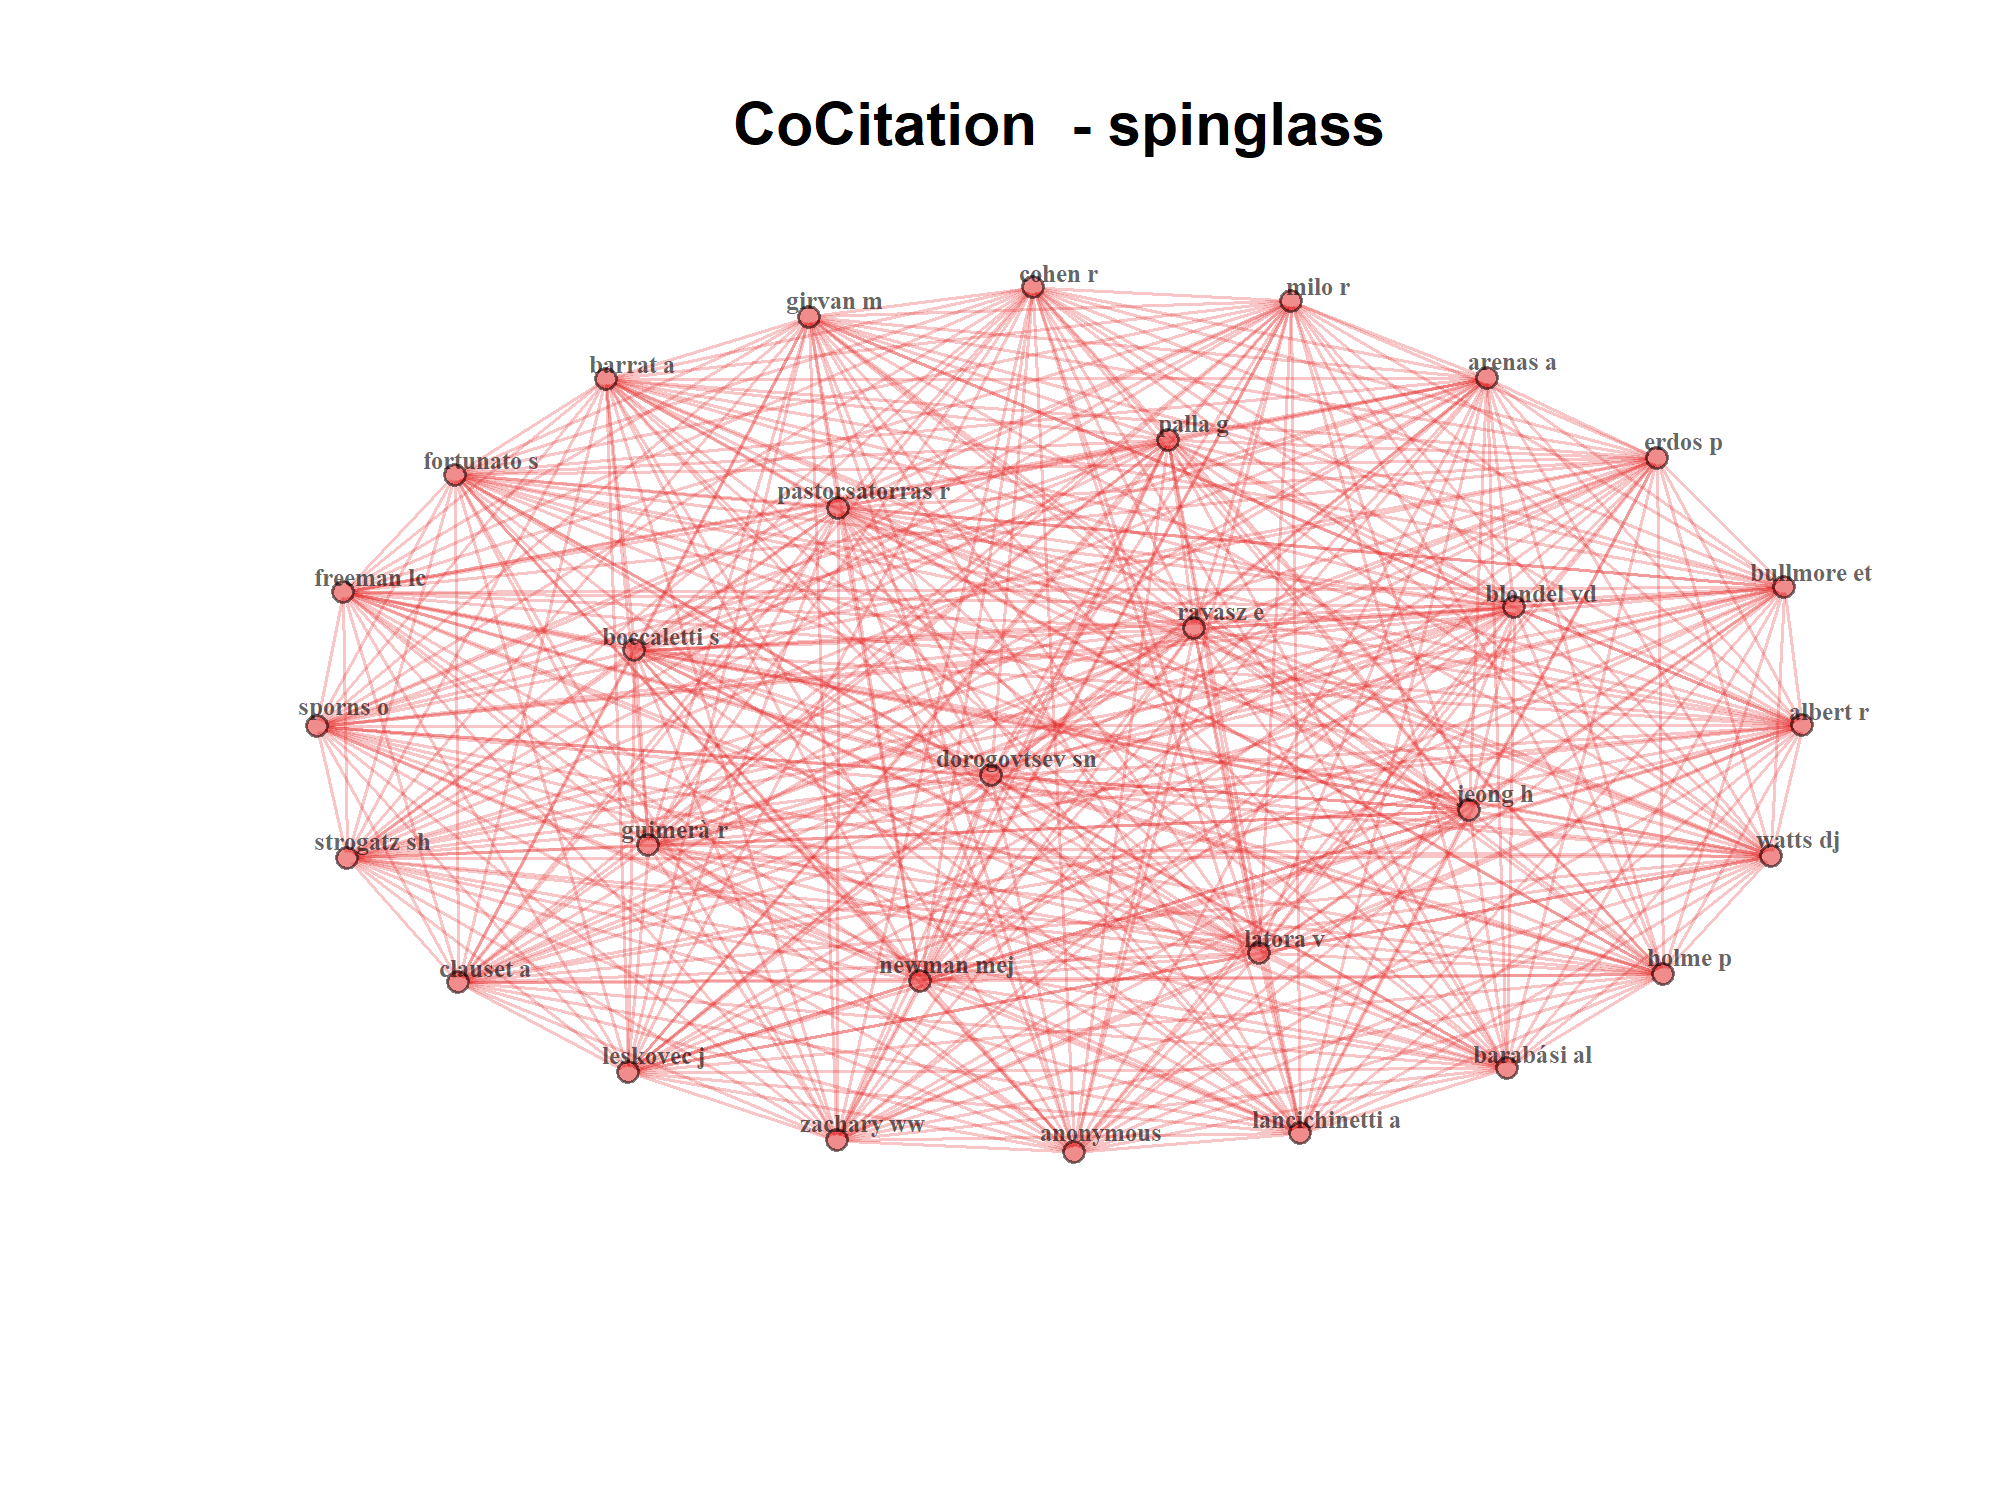 CoCitation  - spinglass
cohen r
milo r
girvan m
barrat a
arenas a
palla g
erdos p
fortunato s
pastorsatorras r
freeman lc
bullmore et
blondel vd
ravasz e
boccaletti s
sporns o
albert r
dorogovtsev sn
jeong h
guimerà r
strogatz sh
watts dj
latora v
holme p
newman mej
clauset a
leskovec j
barabási al
lancichinetti a
zachary ww
anonymous